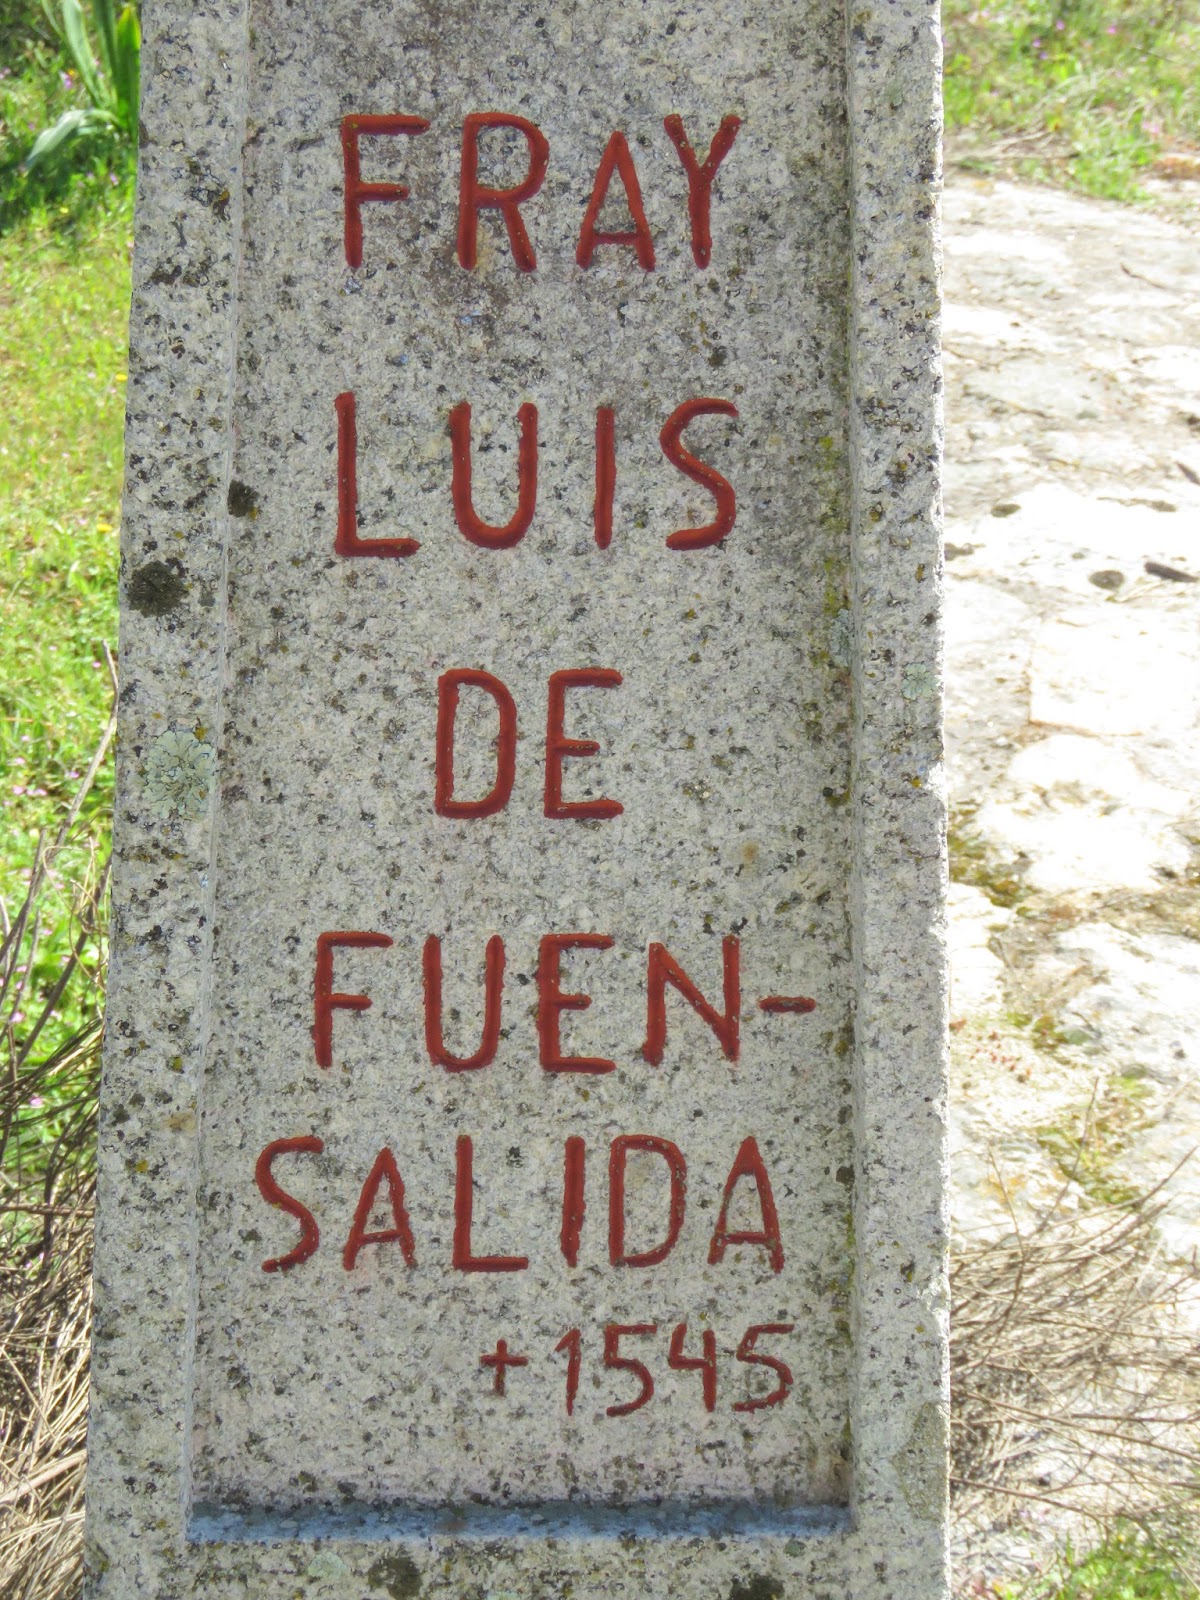 FRAY
LUIS
DE
FUEN-
SALIDA
+1545